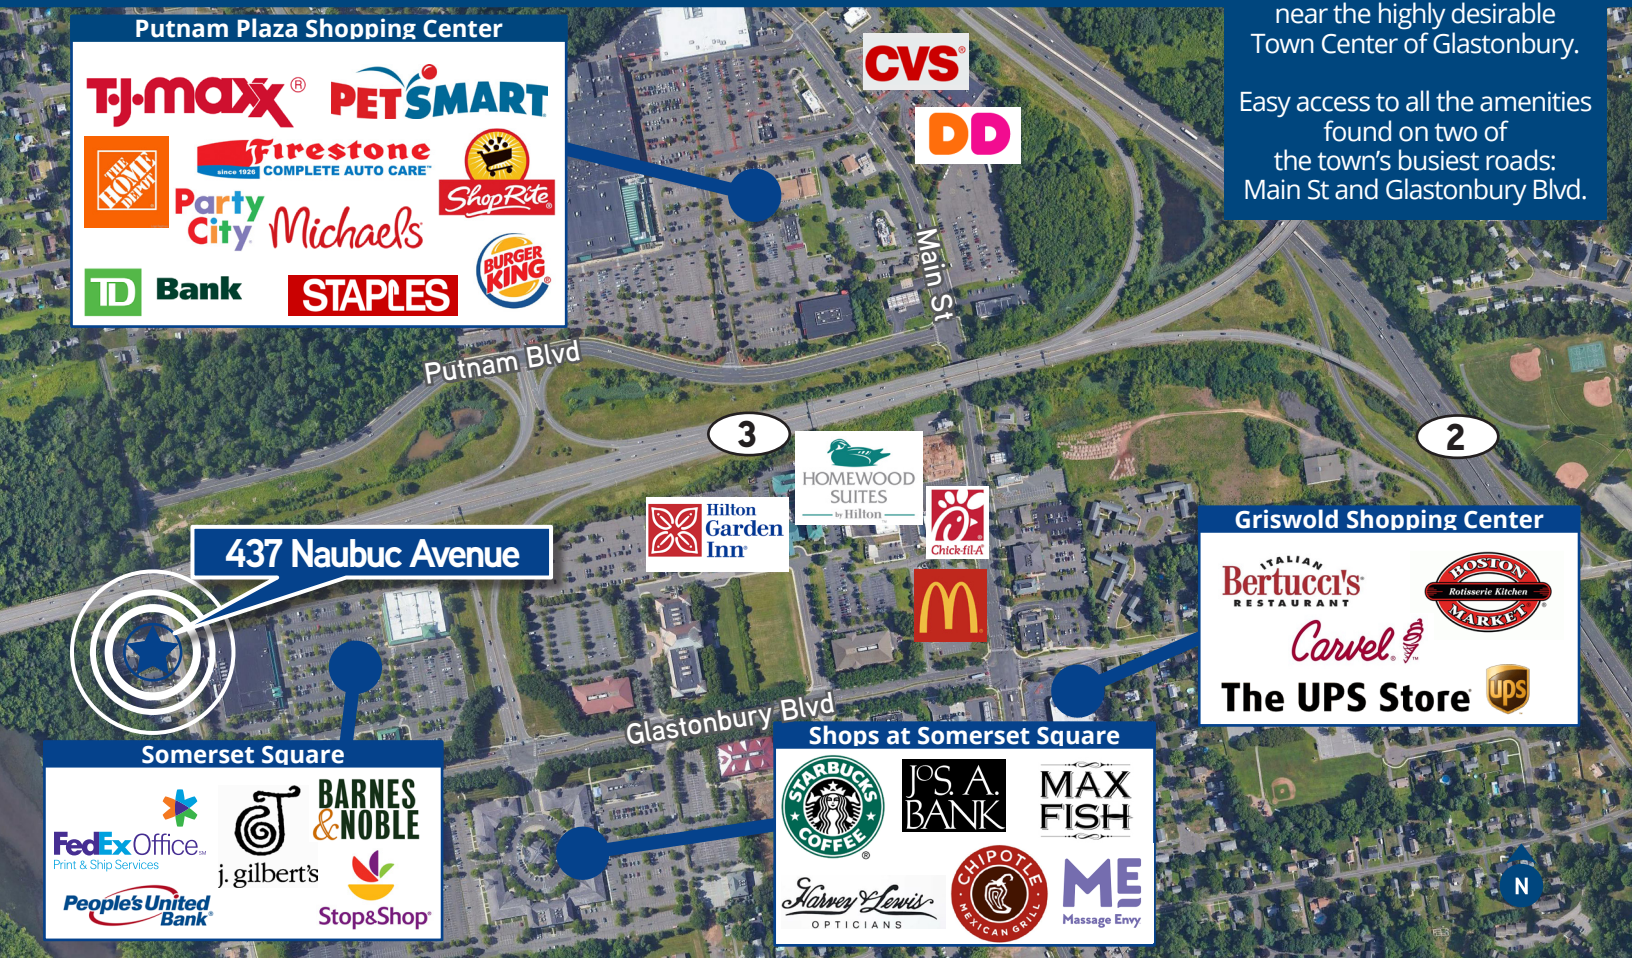 near the highly desirable
Town Center of Glastonbury.
Easy access to all the amenities
found on two of
the town's busiest roads:
Main St and Glastonbury Blvd.
Putnam Plaza Shopping Center
T•J•maxx®
PETSMART
THE
HOME
DEPOT
Firestone
since 1926 COMPLETE AUTO CARE™
ShopRite®
Party
City
Michaels
TD Bank
STAPLES
BURGER
KING®
CVS®
DD
Main St
Putnam Blvd
3
2
HOMEWOOD
SUITES
by Hilton™
Hilton
Garden
Inn®
Chick-fil-A®
M
437 Naubuc Avenue
Griswold Shopping Center
ITALIAN
Bertucci's®
RESTAURANT
BOSTON
Rotisserie Kitchen
MARKET®
Carvel®
The UPS Store
ups
Glastonbury Blvd
Somerset Square
FedEx Office SM
Print & Ship Services
j. gilbert's
BARNES
&NOBLE
People's United
Bank®
Stop&Shop®
Shops at Somerset Square
STARBUCKS
COFFEE
®
JoS. A.
BANK
MAX
FISH
Harvey & Lewis
OPTICIANS
CHIPOTLE
MEXICAN GRILL
ME
Massage Envy
N